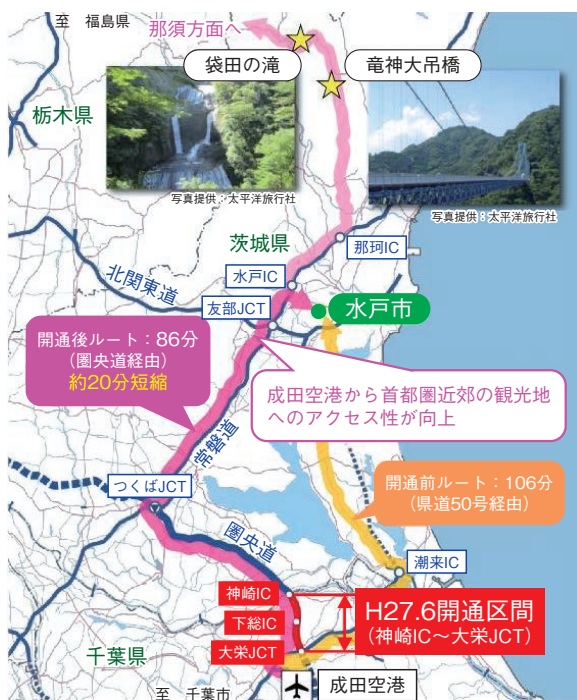 至 福島県
那須方面へ
袋田の滝
竜神大吊橋
栃木県
写真提供：太平洋旅行社
写真提供：太平洋旅行社
茨城県
那珂IC
水戸IC
北関東道
友部JCT
水戸市
開通後ルート：86分
（圏央道経由）
約20分短縮
成田空港から首都圏近郊の観光地
へのアクセス性が向上
常磐道
つくばJCT
開通前ルート：106分
（県道50号経由）
圏央道
潮来IC
神崎IC
下総IC
大栄JCT
H27.6開通区間
（神崎IC～大栄JCT）
千葉県
至 千葉市
成田空港